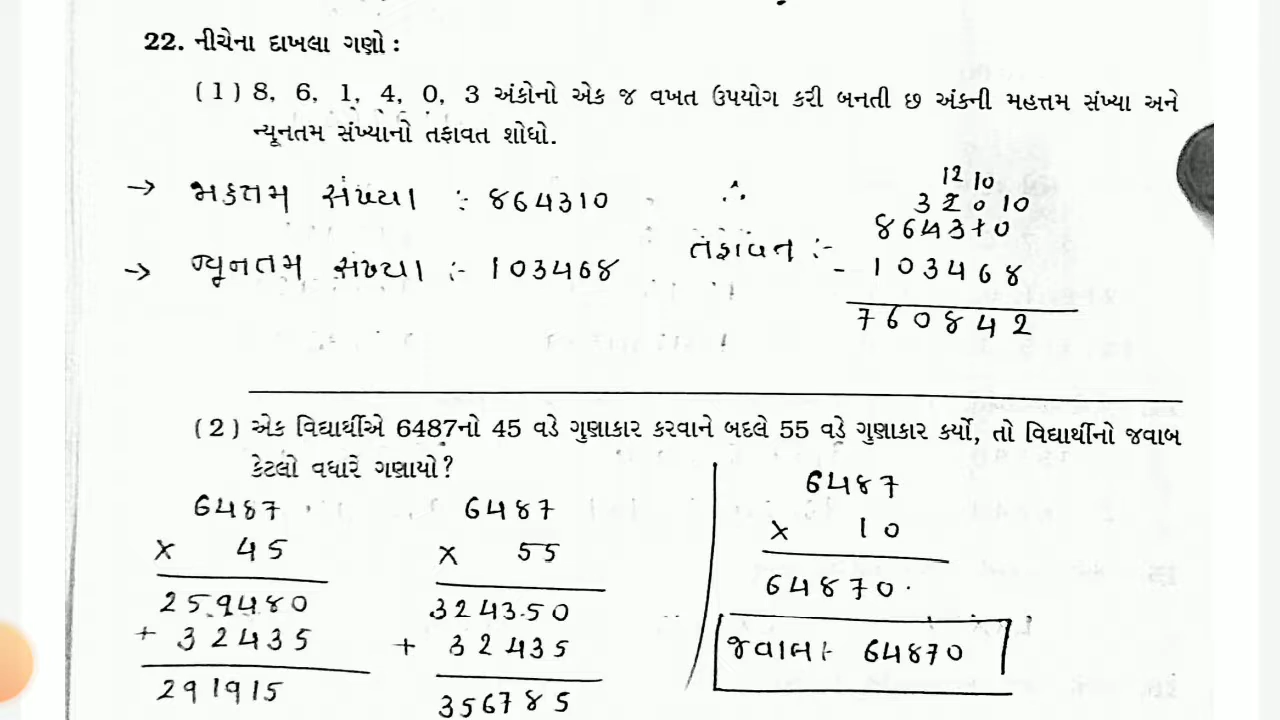 22. નીચેના દાખલા ગણો :
(1) 8, 6, 1, 4, 0, 3 અંકોનો એક જ વખત ઉપયોગ કરી બનતી છ અંકની મહત્તમ સંખ્યા અને
ન્યૂનતમ સંખ્યાનો તફાવત શોધો.
→ મહત્તમ સંખ્યા :- 864310
→ ન્યૂનતમ સંખ્યા :- 103468
∴ તફાવત :-
12 10
3 2 0 10
864310
- 103468
760842
(2) એક વિદ્યાર્થીએ 6487નો 45 વડે ગુણાકાર કરવાને બદલે 55 વડે ગુણાકાર કર્યો, તો વિદ્યાર્થીનો જવાબ
કેટલો વધારે ગણાયો?
6487
x 45
259480
+ 32435
291915
6487
x 55
324350
+ 32435
356785
6487
x 10
64870
જવાબ :- 64870